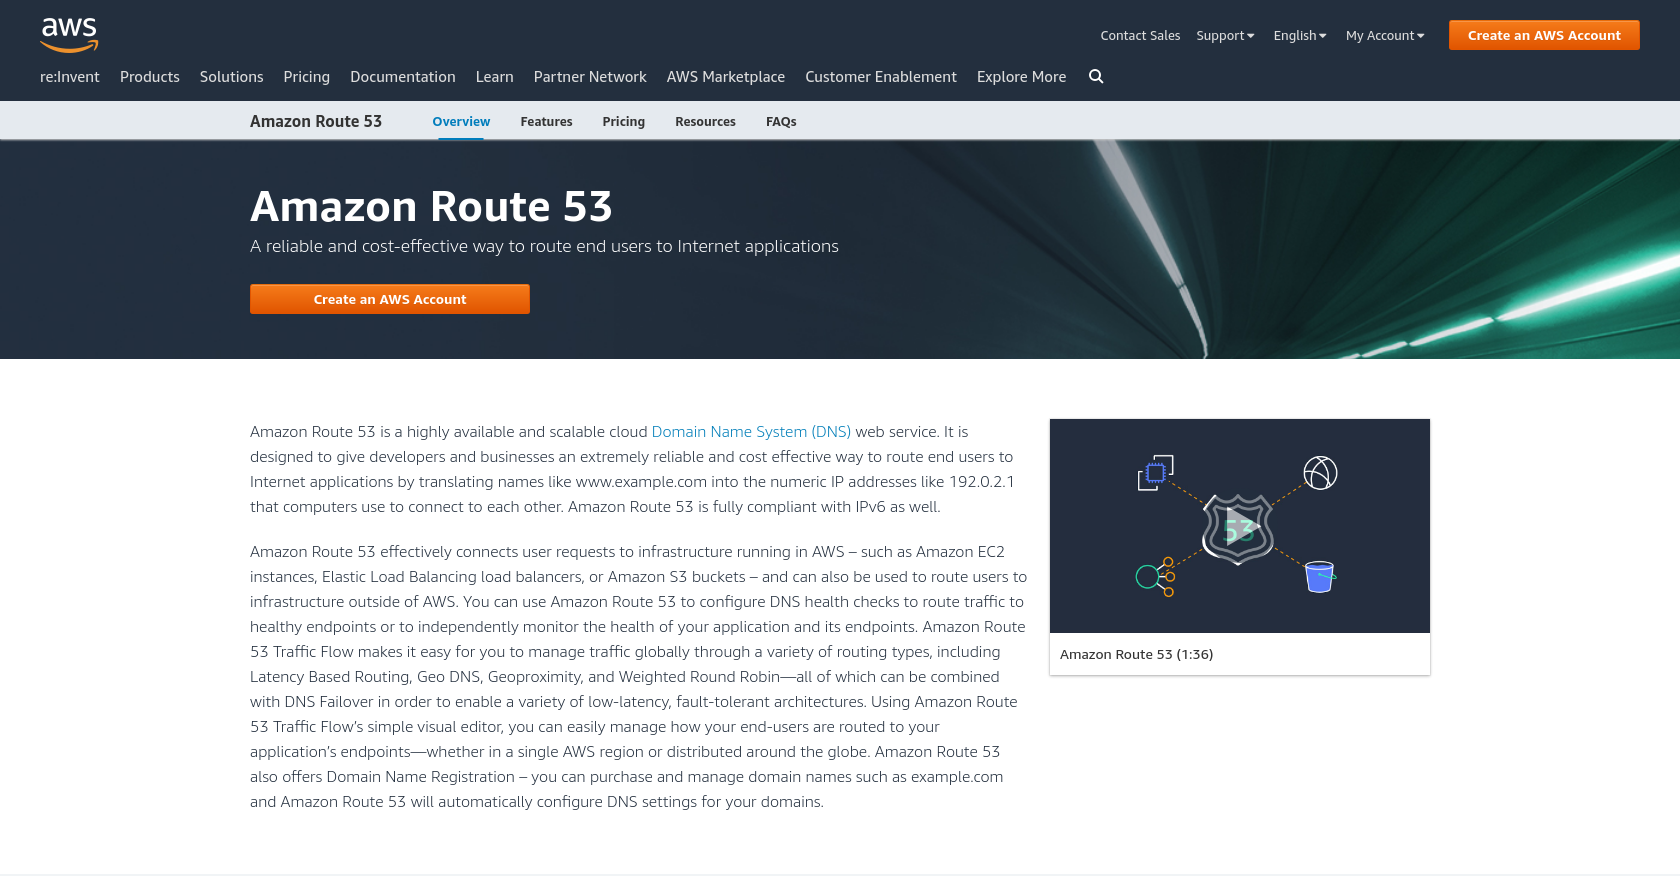 aws
Contact Sales Support English My Account Create an AWS Account
re:Invent Products Solutions Pricing Documentation Learn Partner Network AWS Marketplace Customer Enablement Explore More
Amazon Route 53 Overview Features Pricing Resources FAQs
Amazon Route 53
A reliable and cost-effective way to route end users to Internet applications
Create an AWS Account
Amazon Route 53 is a highly available and scalable cloud Domain Name System (DNS) web service. It is
designed to give developers and businesses an extremely reliable and cost effective way to route end users to
Internet applications by translating names like www.example.com into the numeric IP addresses like 192.0.2.1
that computers use to connect to each other. Amazon Route 53 is fully compliant with IPv6 as well.
Amazon Route 53 effectively connects user requests to infrastructure running in AWS – such as Amazon EC2
instances, Elastic Load Balancing load balancers, or Amazon S3 buckets – and can also be used to route users to
infrastructure outside of AWS. You can use Amazon Route 53 to configure DNS health checks to route traffic to
healthy endpoints or to independently monitor the health of your application and its endpoints. Amazon Route
53 Traffic Flow makes it easy for you to manage traffic globally through a variety of routing types, including
Latency Based Routing, Geo DNS, Geoproximity, and Weighted Round Robin—all of which can be combined
with DNS Failover in order to enable a variety of low-latency, fault-tolerant architectures. Using Amazon Route
53 Traffic Flow’s simple visual editor, you can easily manage how your end-users are routed to your
application’s endpoints—whether in a single AWS region or distributed around the globe. Amazon Route 53
also offers Domain Name Registration – you can purchase and manage domain names such as example.com
and Amazon Route 53 will automatically configure DNS settings for your domains.
53
Amazon Route 53 (1:36)